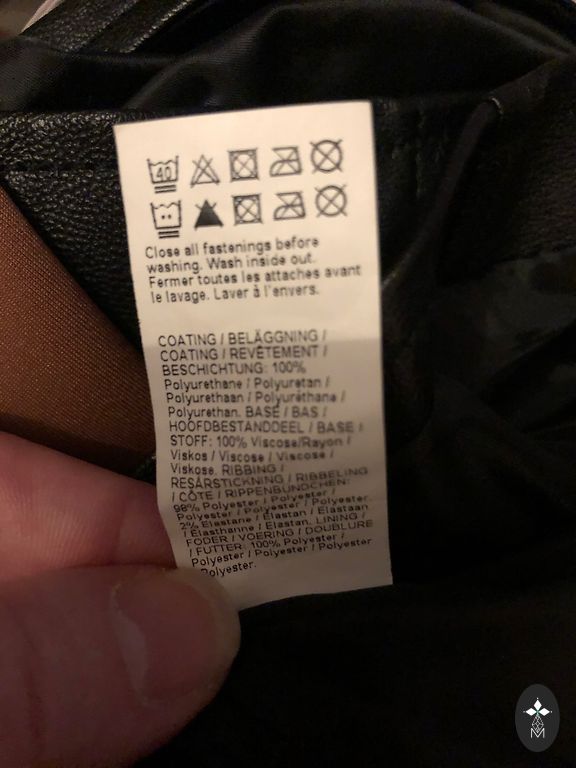 40
Close all fastenings before
washing. Wash inside out.
Fermer toutes les attaches avant
le lavage. Laver à l'envers.
COATING / BELÄGGNING /
COATING / REVÊTEMENT /
BESCHICHTUNG: 100%
Polyurethane / Polyuretan /
Polyurethaan / Polyuréthane /
Polyurethan. BASE / BAS /
HOOFDBESTANDDEEL / BASE /
STOFF: 100% Viscose/Rayon /
Viskos / Viscose / Viscose /
Viskose. RIBBING /
RESÅRSTICKNING / RIBBELING
/ CÔTE / RIPPENBÜNDCHEN:
98% Polyester / Polyester /
Polyester / Polyester / Polyester.
2% Elastane / Elastan / Elastaan
/ Élasthanne / Elastan. LINING /
FODER / VOERING / DOUBLURE
/ FUTTER: 100% Polyester /
Polyester / Polyester / Polyester
Polyester.
M